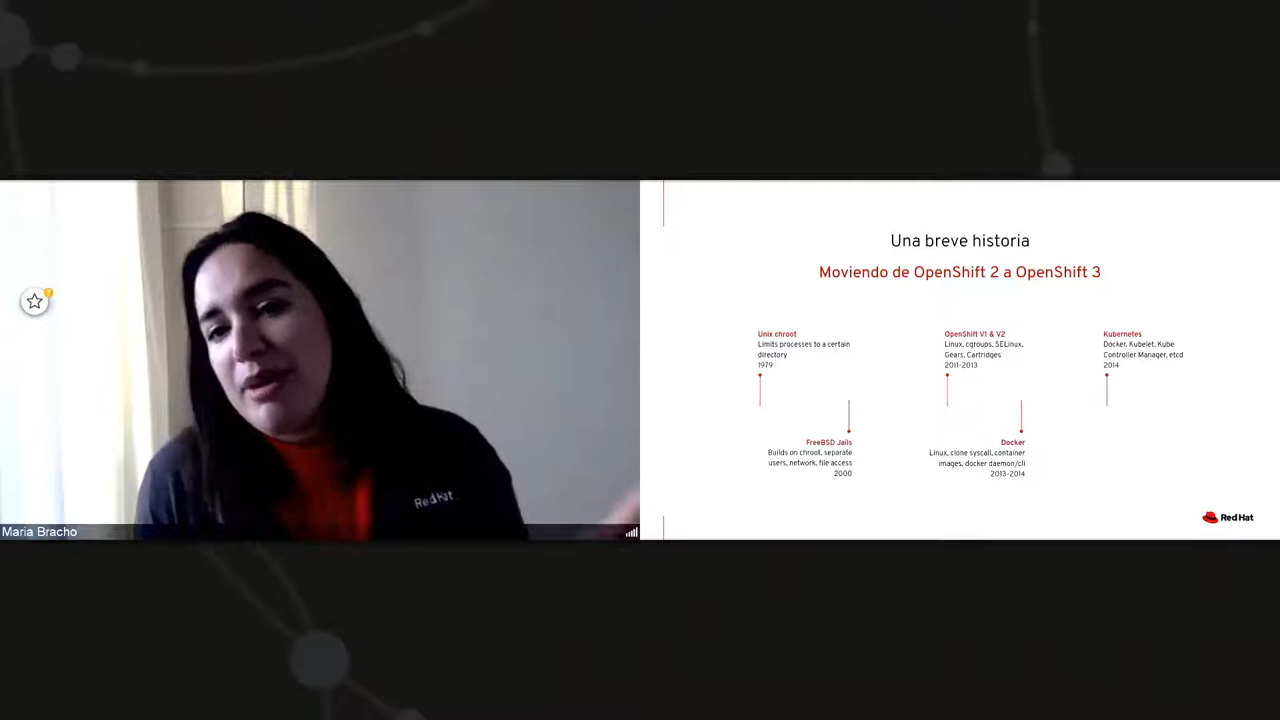 Una breve historia
Moviendo de OpenShift 2 a OpenShift 3
Unix chroot
Limits processes to a certain
directory
1979
OpenShift V1 & V2
Linux, cgroups, SELinux,
Gears, Cartridges
2011-2013
Kubernetes
Docker, Kubelet, Kube
Controller Manager, etcd
2014
FreeBSD Jails
Builds on chroot, separate
users, network, file access
2000
Docker
Linux, clone syscall, container
images, docker daemon/cli
2013-2014
Red Hat
Red Hat
Maria Bracho